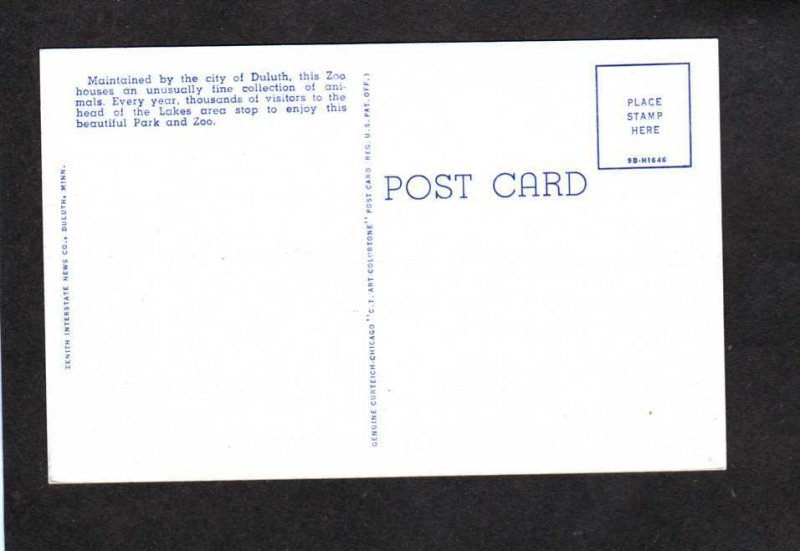 Maintained by the city of Duluth, this Zoo
houses an unusually fine collection of ani-
mals. Every year, thousands of visitors to the
head of the Lakes area stop to enjoy this
beautiful Park and Zoo.
ZENITH INTERSTATE NEWS CO., DULUTH, MINN.
GENUINE CURTEICH-CHICAGO "C.T. ART-COLORTONE" POST CARD (REG. U.S. PAT. OFF.)
POST CARD
PLACE
STAMP
HERE
9B-H1646